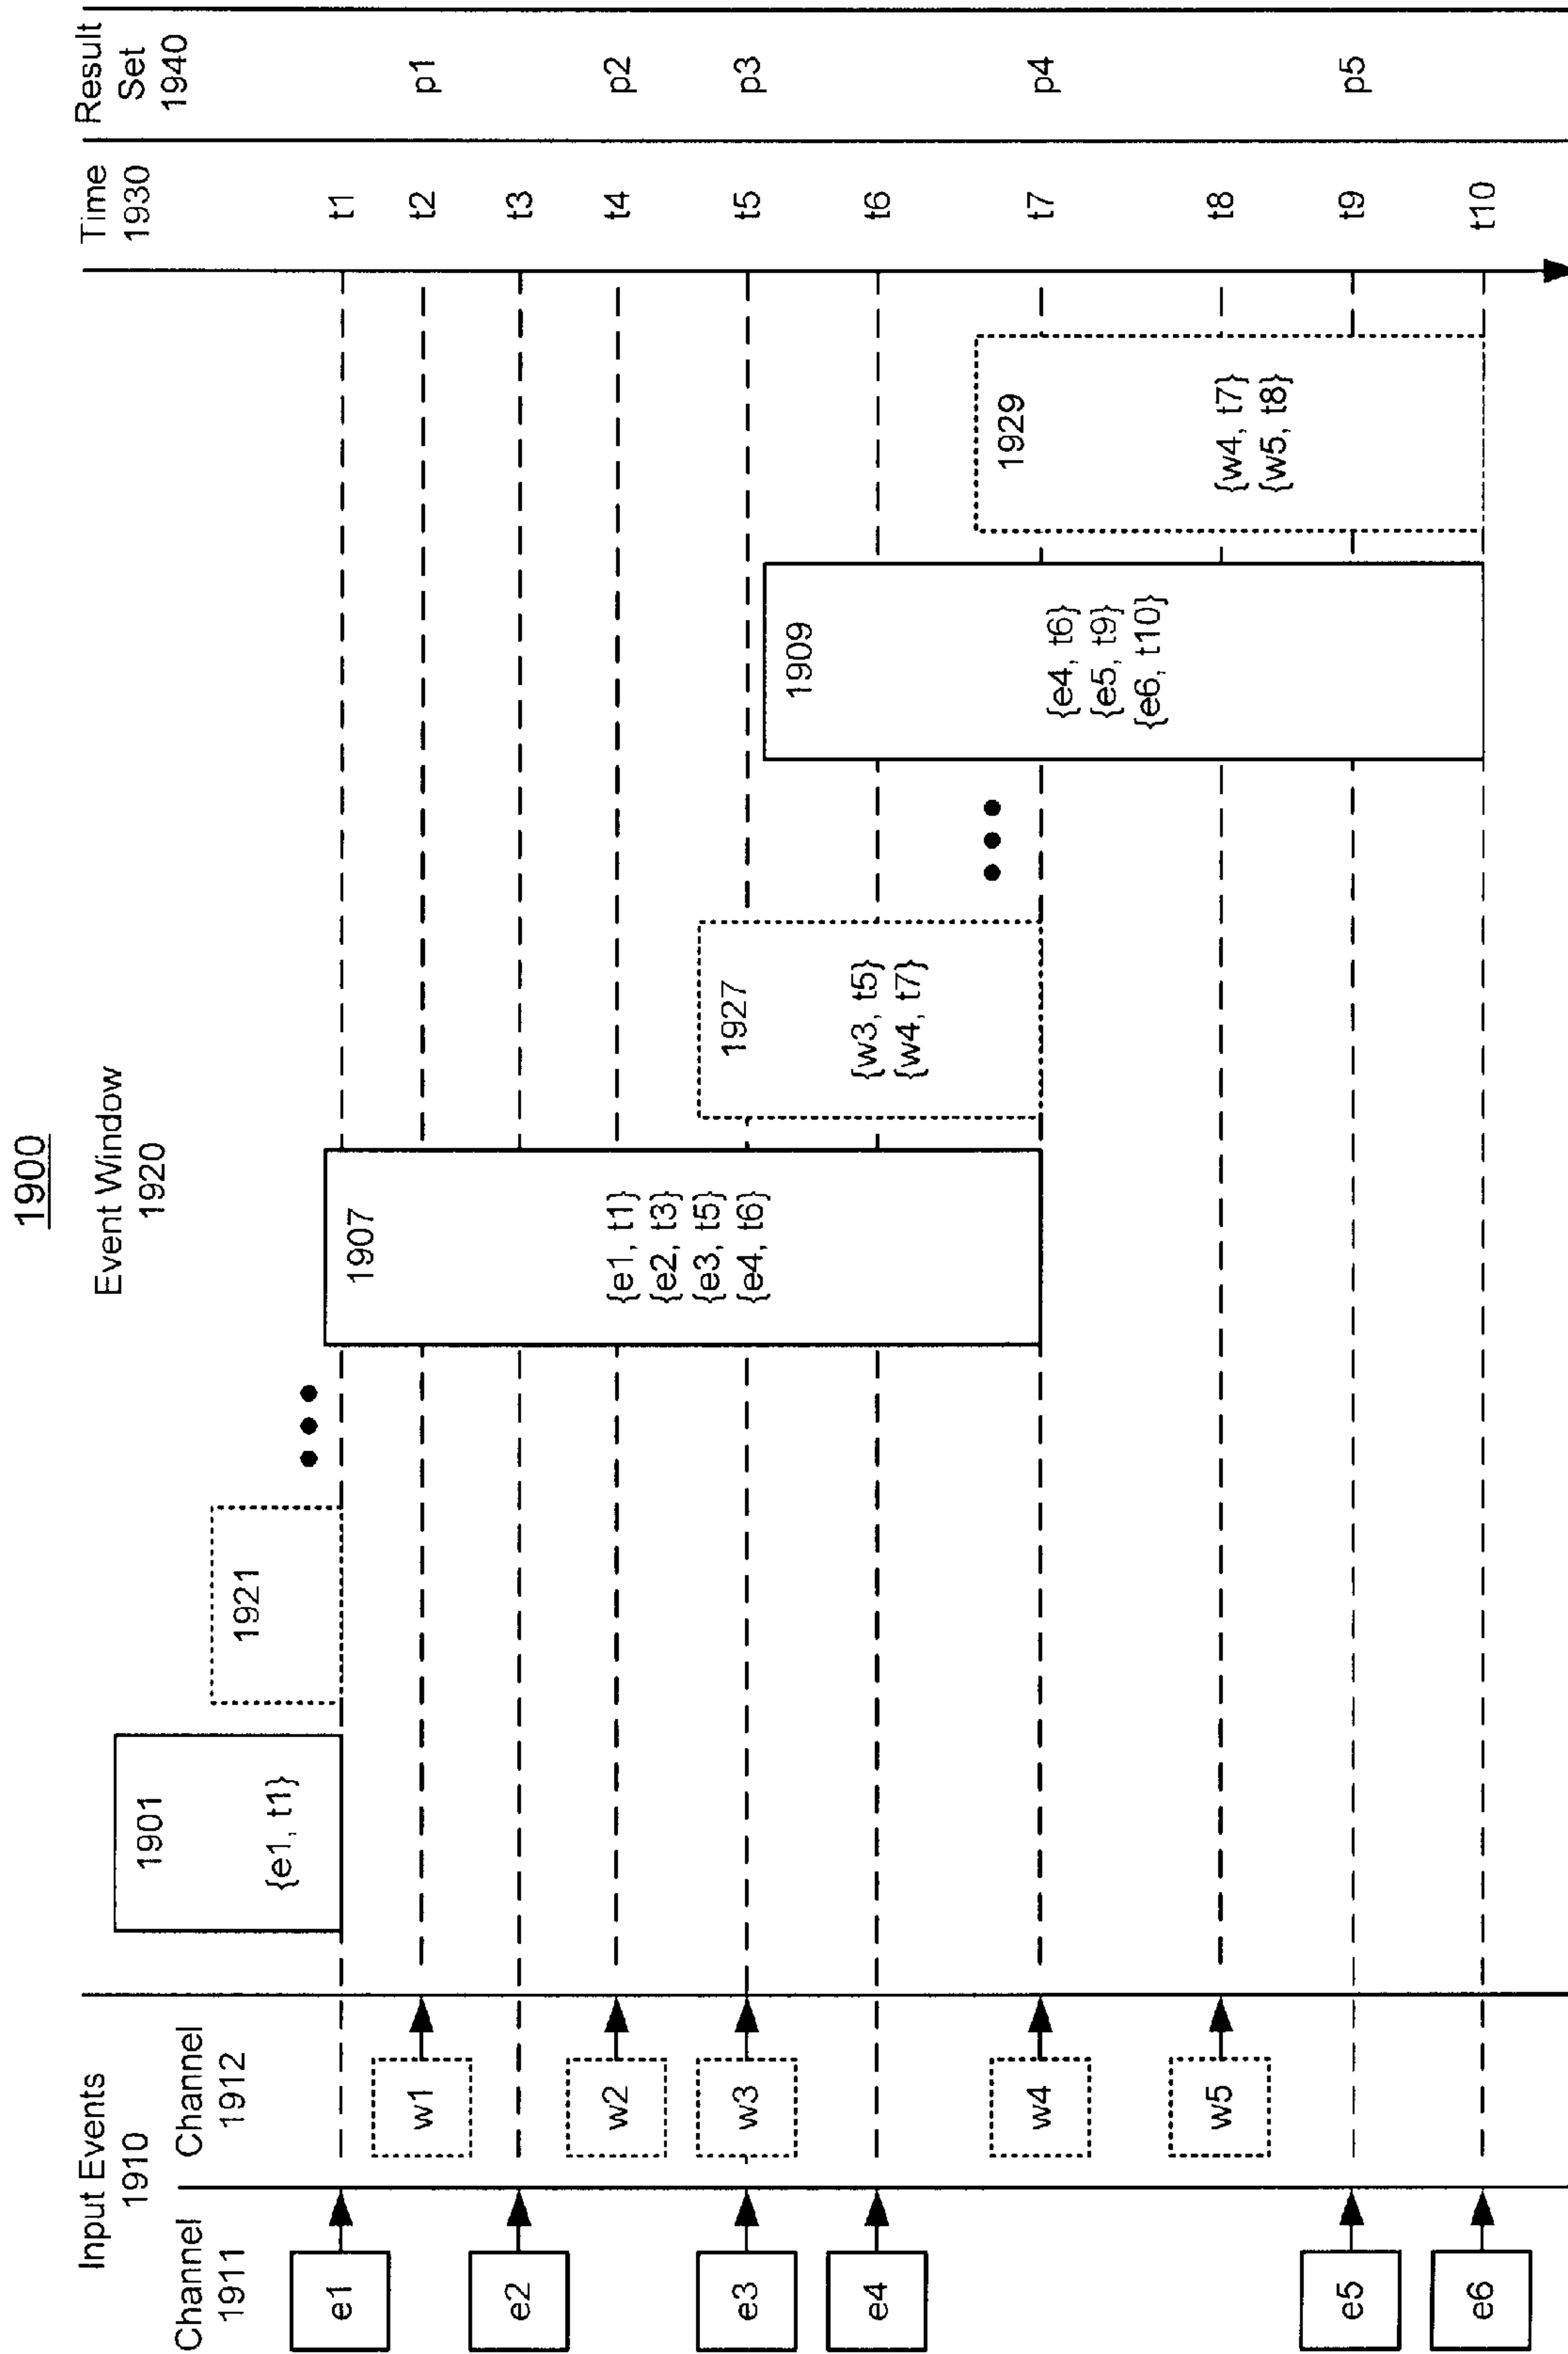 1900
Input Events
1910
Channel
1911
Channel
1912
Event Window
1920
Time
1930
Result
Set
1940
1901
{e1, t1}
1921
e1
t1
w1
t2
p1
e2
t3
w2
t4
p2
1907
{e1, t1}
{e2, t3}
{e3, t5}
{e4, t6}
1927
{w3, t5}
{w4, t7}
e3
w3
t5
p3
e4
t6
1909
{e4, t6}
{e5, t9}
{e6, t10}
1929
{w4, t7}
{w5, t8}
w4
t7
p4
w5
t8
e5
t9
p5
e6
t10